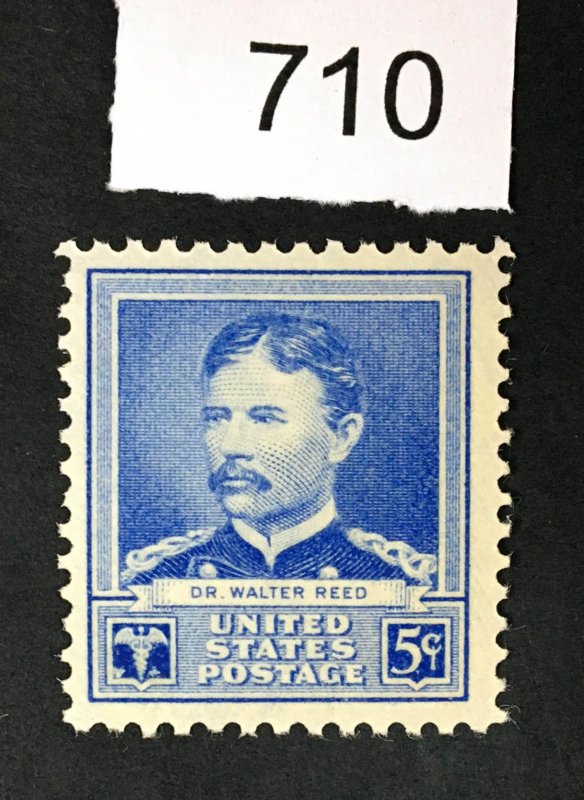 710
DR. WALTER REED
UNITED
STATES
POSTAGE
5¢